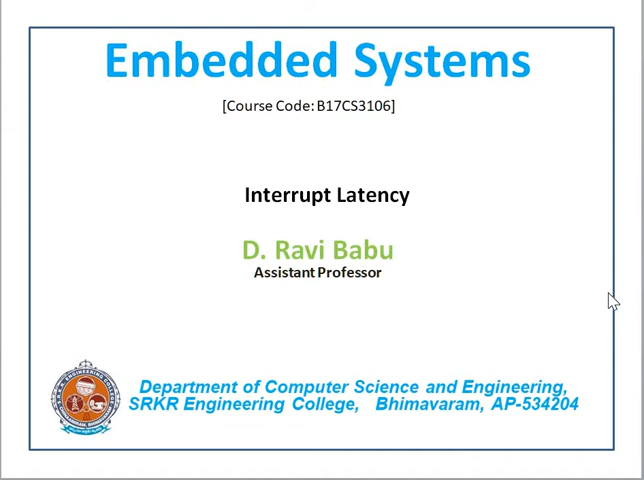 Embedded Systems
[Course Code: B17CS3106]
Interrupt Latency
D. Ravi Babu
Assistant Professor
Department of Computer Science and Engineering,
SRKR Engineering College, Bhimavaram, AP-534204